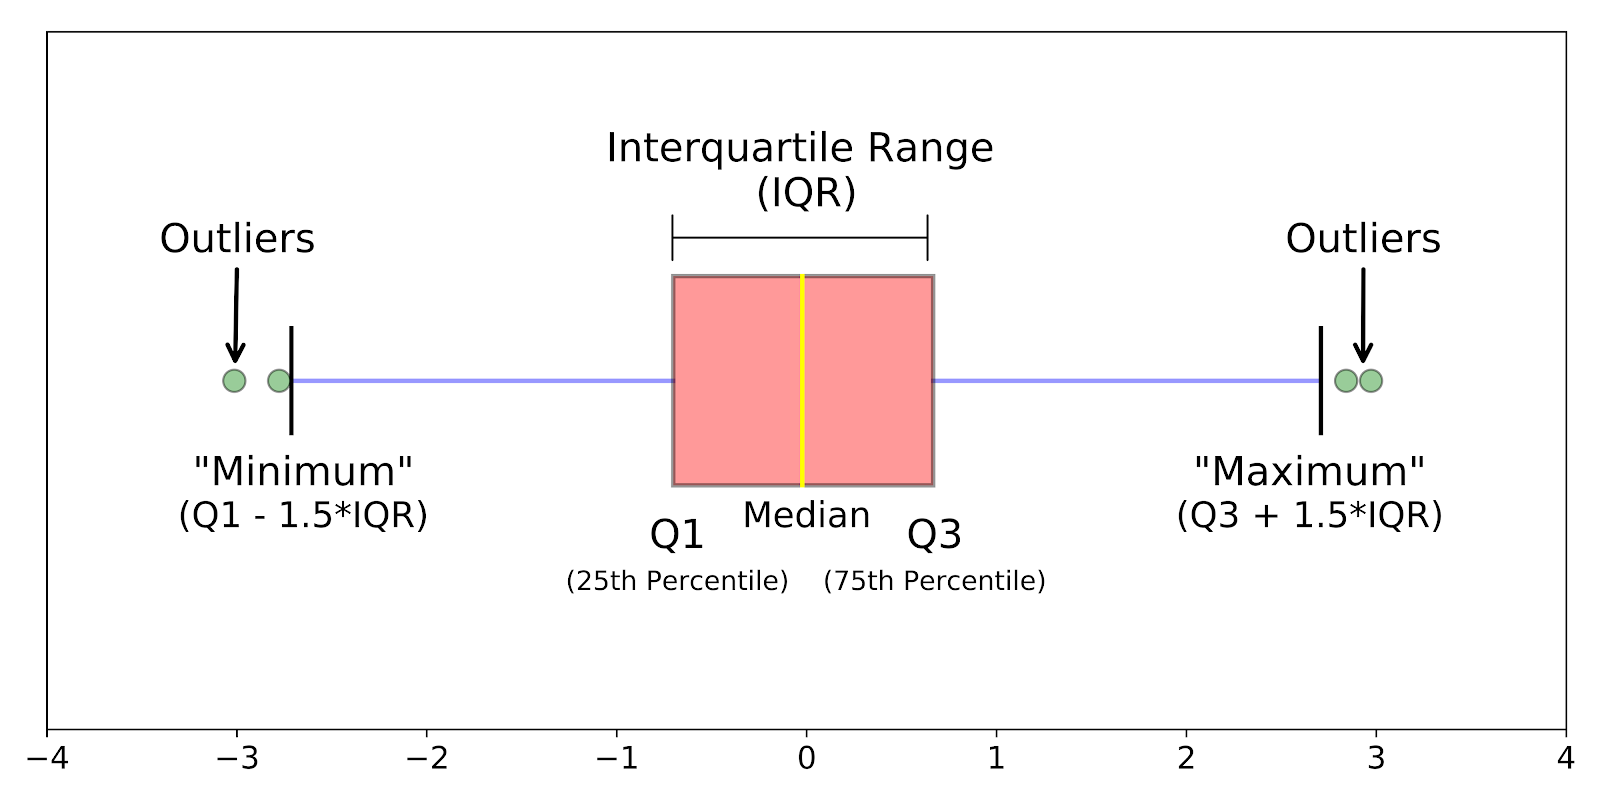 Interquartile Range
(IQR)
Outliers
Outliers
"Minimum"
(Q1 - 1.5*IQR)
"Maximum"
(Q3 + 1.5*IQR)
Median
Q1
Q3
(25th Percentile)
(75th Percentile)
−4
−3
−2
−1
0
1
2
3
4